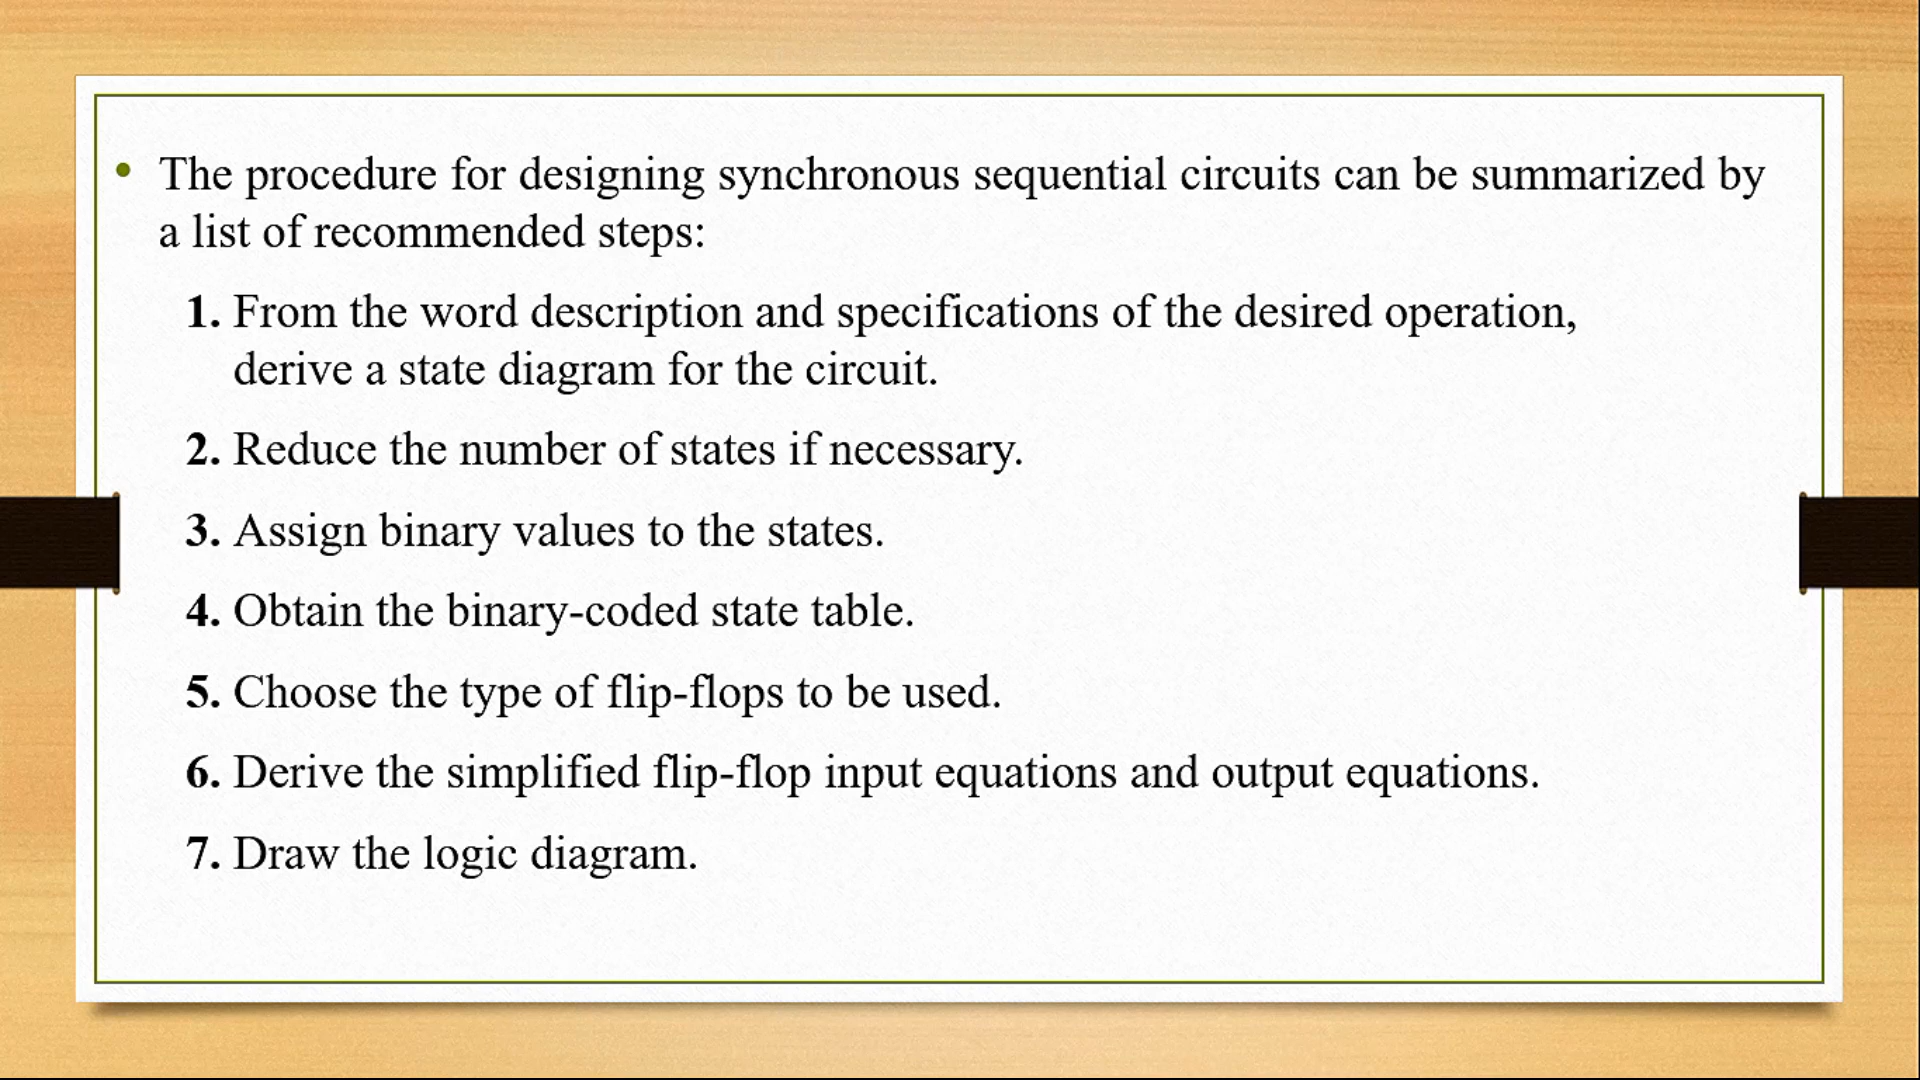 • The procedure for designing synchronous sequential circuits can be summarized by
a list of recommended steps:
1. From the word description and specifications of the desired operation,
derive a state diagram for the circuit.
2. Reduce the number of states if necessary.
3. Assign binary values to the states.
4. Obtain the binary-coded state table.
5. Choose the type of flip-flops to be used.
6. Derive the simplified flip-flop input equations and output equations.
7. Draw the logic diagram.